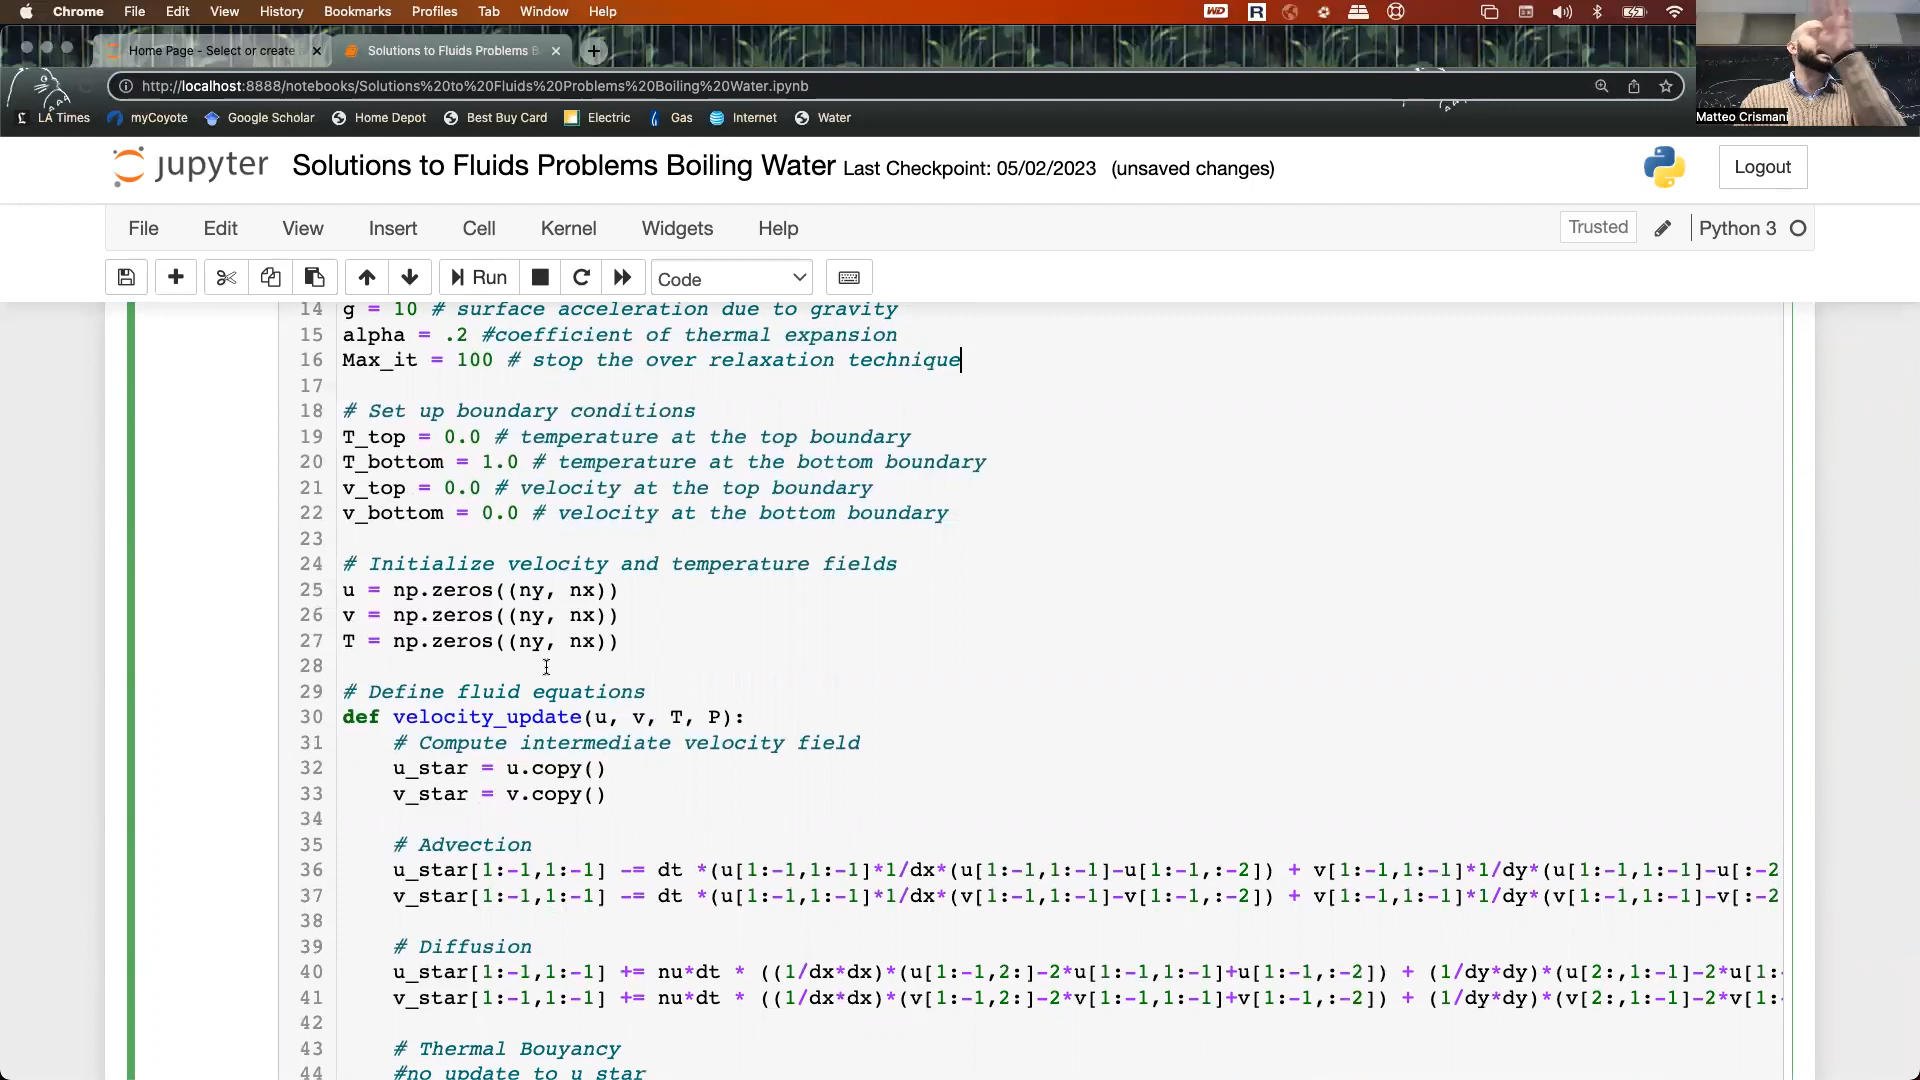 Chrome File Edit View History Bookmarks Profiles Tab Window Help
WD R
Home Page - Select or create
Solutions to Fluids Problems B
http://localhost:8888/notebooks/Solutions%20to%20Fluids%20Problems%20Boiling%20Water.ipynb
LA Times myCoyote Google Scholar Home Depot Best Buy Card Electric Gas Internet Water
Matteo Crismani
jupyter Solutions to Fluids Problems Boiling Water Last Checkpoint: 05/02/2023 (unsaved changes) Logout
File Edit View Insert Cell Kernel Widgets Help Trusted Python 3
Run Code
14 g = 10 # surface acceleration due to gravity
15 alpha = .2 #coefficient of thermal expansion
16 Max_it = 100 # stop the over relaxation technique
17
18 # Set up boundary conditions
19 T_top = 0.0 # temperature at the top boundary
20 T_bottom = 1.0 # temperature at the bottom boundary
21 v_top = 0.0 # velocity at the top boundary
22 v_bottom = 0.0 # velocity at the bottom boundary
23
24 # Initialize velocity and temperature fields
25 u = np.zeros((ny, nx))
26 v = np.zeros((ny, nx))
27 T = np.zeros((ny, nx))
28
29 # Define fluid equations
30 def velocity_update(u, v, T, P):
31 # Compute intermediate velocity field
32 u_star = u.copy()
33 v_star = v.copy()
34
35 # Advection
36 u_star[1:-1,1:-1] -= dt *(u[1:-1,1:-1]*1/dx*(u[1:-1,1:-1]-u[1:-1,:-2]) + v[1:-1,1:-1]*1/dy*(u[1:-1,1:-1]-u[:-2
37 v_star[1:-1,1:-1] -= dt *(u[1:-1,1:-1]*1/dx*(v[1:-1,1:-1]-v[1:-1,:-2]) + v[1:-1,1:-1]*1/dy*(v[1:-1,1:-1]-v[:-2
38
39 # Diffusion
40 u_star[1:-1,1:-1] += nu*dt * ((1/dx*dx)*(u[1:-1,2:]-2*u[1:-1,1:-1]+u[1:-1,:-2]) + (1/dy*dy)*(u[2:,1:-1]-2*u[1:-
41 v_star[1:-1,1:-1] += nu*dt * ((1/dx*dx)*(v[1:-1,2:]-2*v[1:-1,1:-1]+v[1:-1,:-2]) + (1/dy*dy)*(v[2:,1:-1]-2*v[1:-
42
43 # Thermal Bouyancy
44 #no update to u star